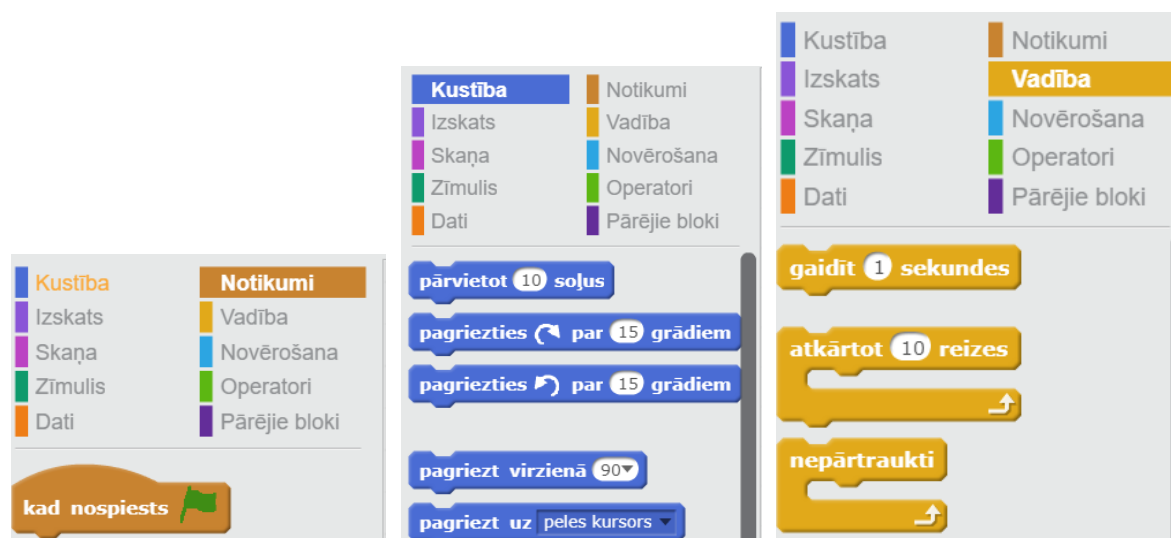 Kustība Notikumi
Izskats Vadība
Skaņa Novērošana
Zīmulis Operatori
Dati Pārējie bloki
kad nospiests
Kustība Notikumi
Izskats Vadība
Skaņa Novērošana
Zīmulis Operatori
Dati Pārējie bloki
pārvietot 10 soļus
pagriezties par 15 grādiem
pagriezties par 15 grādiem
pagriezt virzienā 90
pagriezt uz peles kursors
Kustība Notikumi
Izskats Vadība
Skaņa Novērošana
Zīmulis Operatori
Dati Pārējie bloki
gaidīt 1 sekundes
atkārtot 10 reizes
nepārtraukti